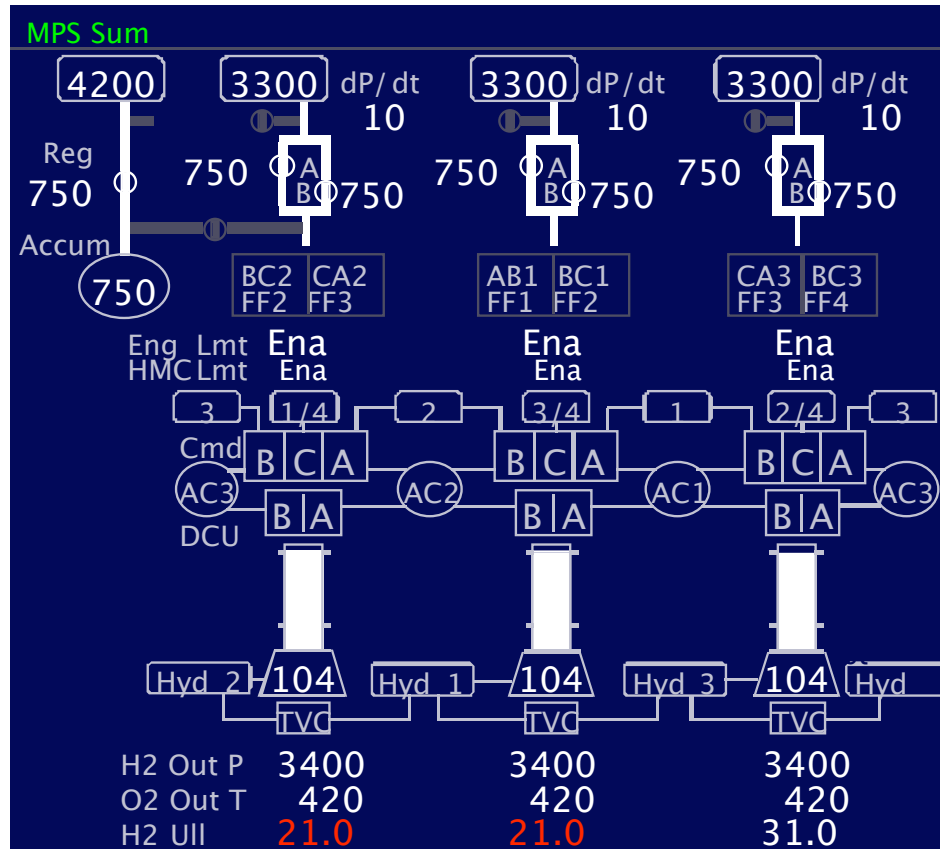 MPS Sum
4200 3300 dP/dt 3300 dP/dt 3300 dP/dt
10 10 10
Reg 750 A 750 A 750 A
750 B 750 B 750 B 750
Accum
750
BC2 CA2 AB1 BC1 CA3 BC3
FF2 FF3 FF1 FF2 FF3 FF4
Eng Lmt Ena Ena Ena
HMC Lmt Ena Ena Ena
3 1/4 2 3/4 1 2/4 3
Cmd B C A B C A B C A
AC3 AC2 AC1 AC3
B A B A B A
DCU
Hyd 2 104 Hyd 1 104 Hyd 3 104 Hyd
TVC TVC TVC
H2 Out P 3400 3400 3400
O2 Out T 420 420 420
H2 Ull 21.0 21.0 31.0